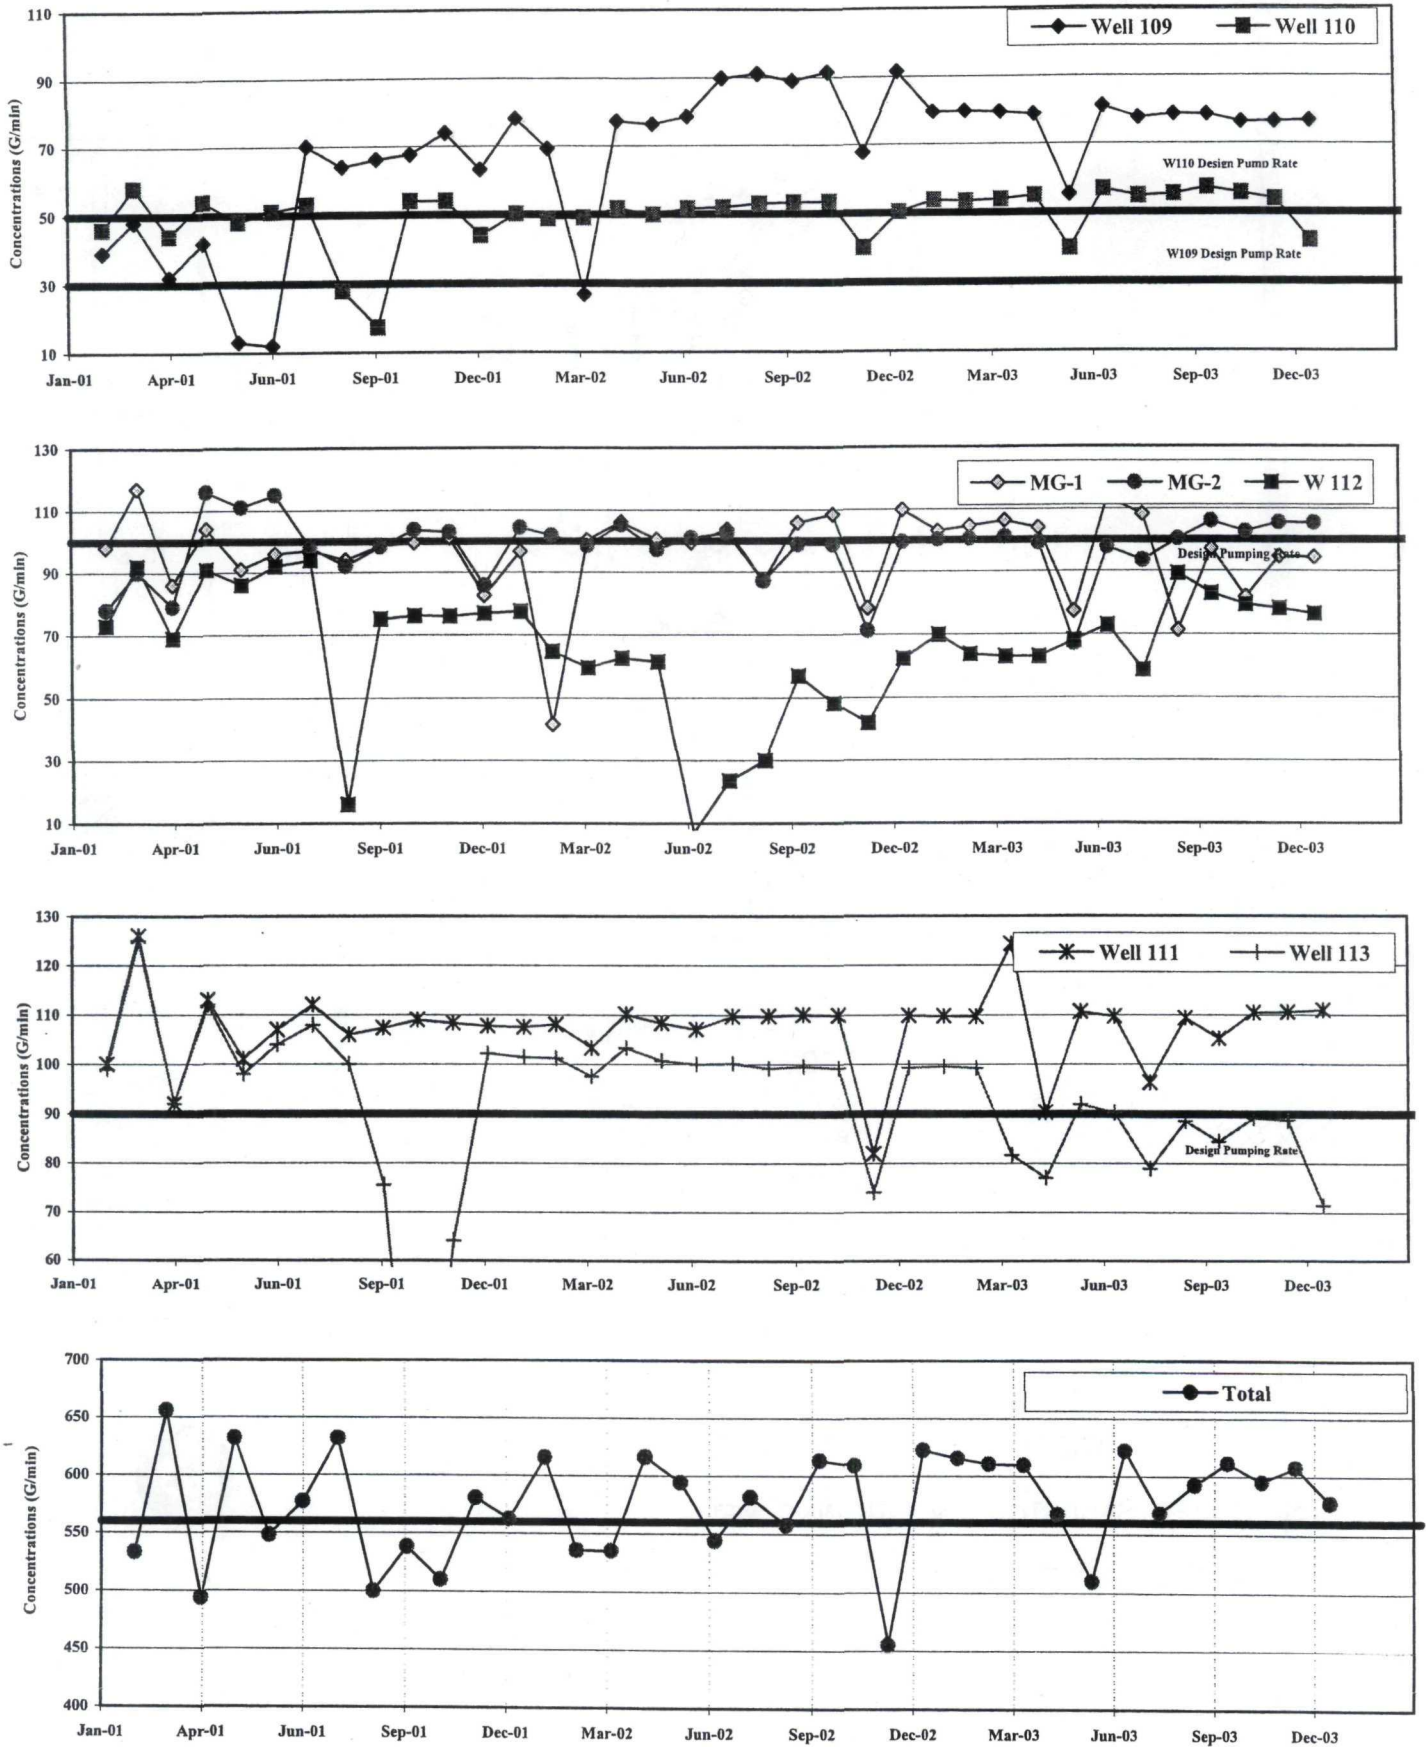 110
90
70
50
30
10
Concentrations (G/min)
Well 109 Well 110
W110 Design Pump Rate
W109 Design Pump Rate
Jan-01 Apr-01 Jun-01 Sep-01 Dec-01 Mar-02 Jun-02 Sep-02 Dec-02 Mar-03 Jun-03 Sep-03 Dec-03
130
110
90
70
50
30
10
Concentrations (G/min)
MG-1 MG-2 W 112
Design Pumping Rate
Jan-01 Apr-01 Jun-01 Sep-01 Dec-01 Mar-02 Jun-02 Sep-02 Dec-02 Mar-03 Jun-03 Sep-03 Dec-03
130
120
110
100
90
80
70
60
Concentrations (G/min)
Well 111 Well 113
Design Pumping Rate
Jan-01 Apr-01 Jun-01 Sep-01 Dec-01 Mar-02 Jun-02 Sep-02 Dec-02 Mar-03 Jun-03 Sep-03 Dec-03
700
650
600
550
500
450
400
Concentrations (G/min)
Total
Jan-01 Apr-01 Jun-01 Sep-01 Dec-01 Mar-02 Jun-02 Sep-02 Dec-02 Mar-03 Jun-03 Sep-03 Dec-03